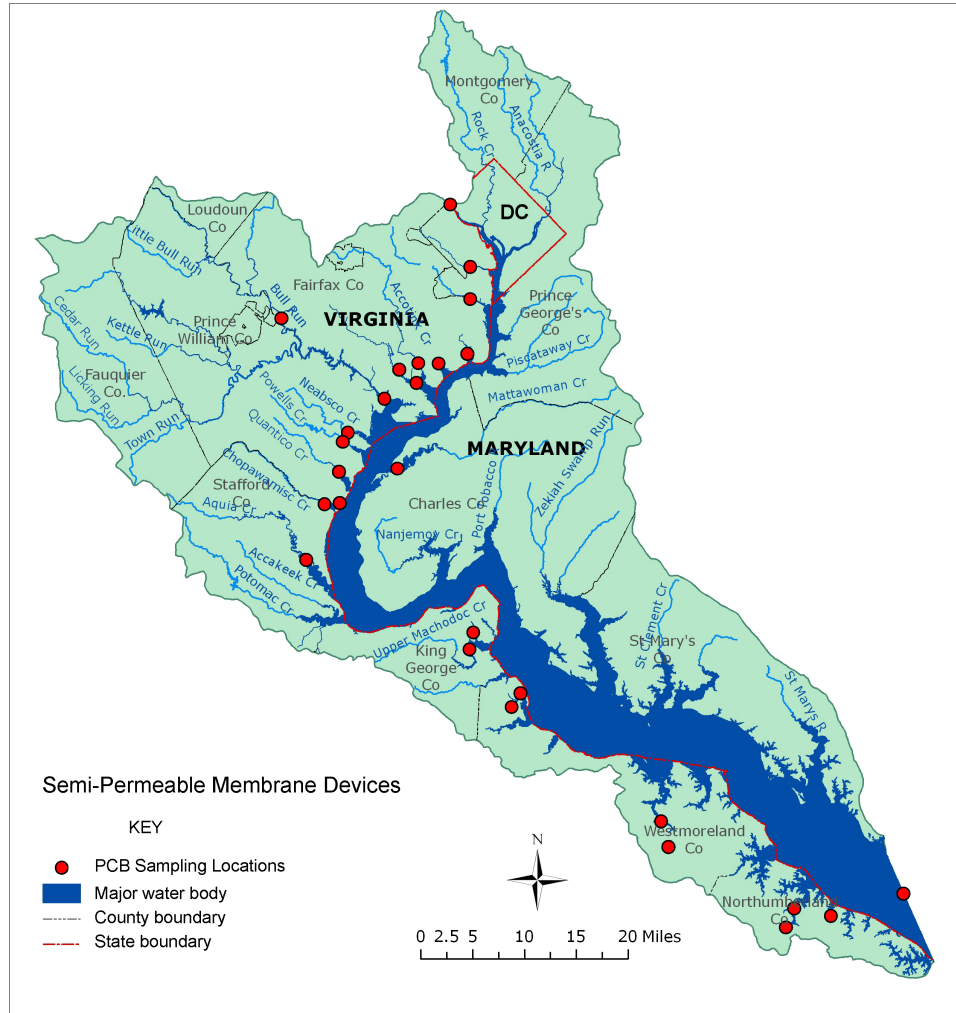 Montgomery
Co
Rock Cr
Anacostia R
DC
Loudoun
Co
Little Bull Run
Fairfax Co
Bull Run
Accotink Cr
VIRGINIA
Prince
George's
Co
Cedar Run
Kettle Run
Prince
William Co
Piscataway Cr
Fauquier
Co.
Licking Run
Town Run
Neabsco Cr
Powells Cr
Quantico Cr
Mattawoman Cr
MARYLAND
Chopawamisc Cr
Stafford
Co
Aquia Cr
Charles Co
Port Tobacco
Zekiah Swamp Run
Nanjemoy Cr
Accakeek Cr
Potomac Cr
Upper Machodoc Cr
King
George
Co
St Clement Cr
St Mary's
Co
St Marys R
Semi-Permeable Membrane Devices
KEY
PCB Sampling Locations
Major water body
County boundary
State boundary
N
0 2.5 5 10 15 20 Miles
Westmoreland
Co
Northumberland
Co